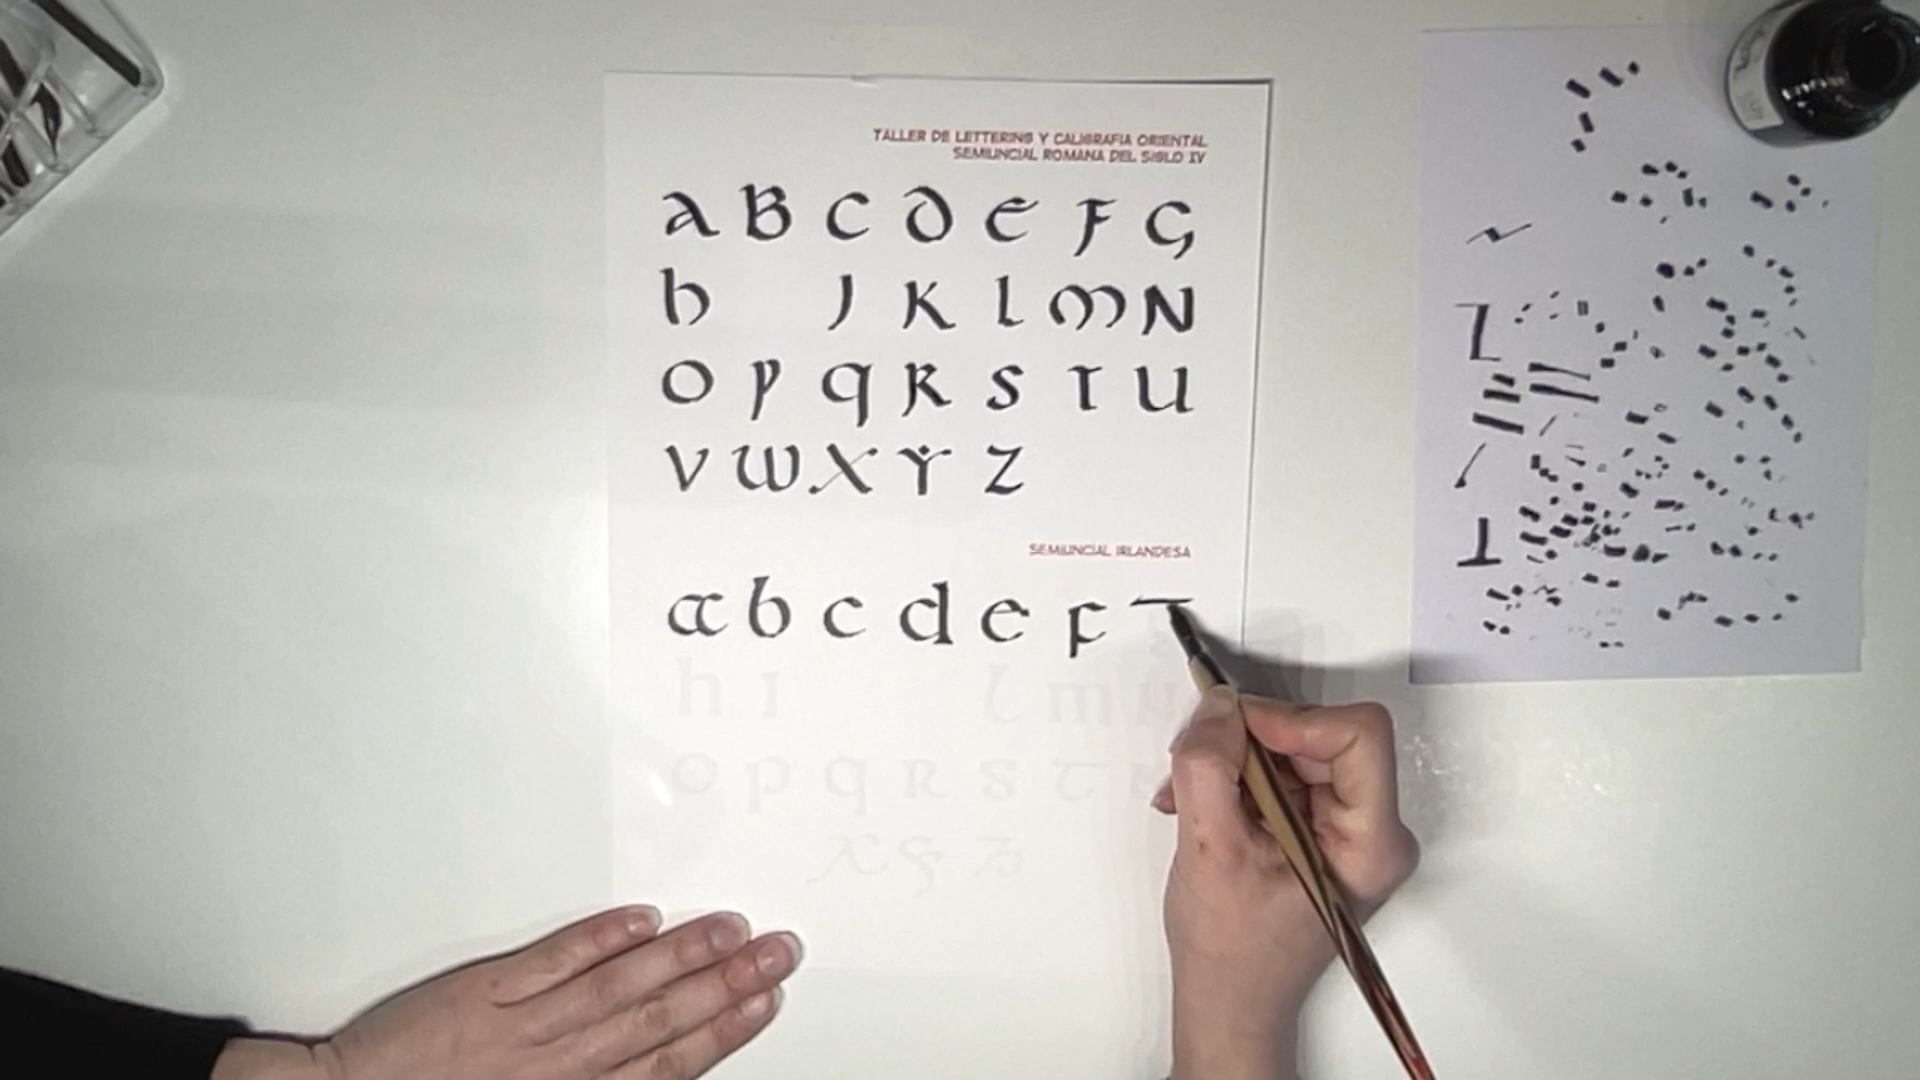 TALLER DE LETTERING Y CALIGRAFIA ORIENTAL
SEMIUNCIAL ROMANA DEL SIGLO IV
a B c d e F G
h J K l m N
o p q R s t u
v w x Y z
SEMIUNCIAL IRLANDESA
a b c d e f
h I l m n
o p q R s t u
x y z